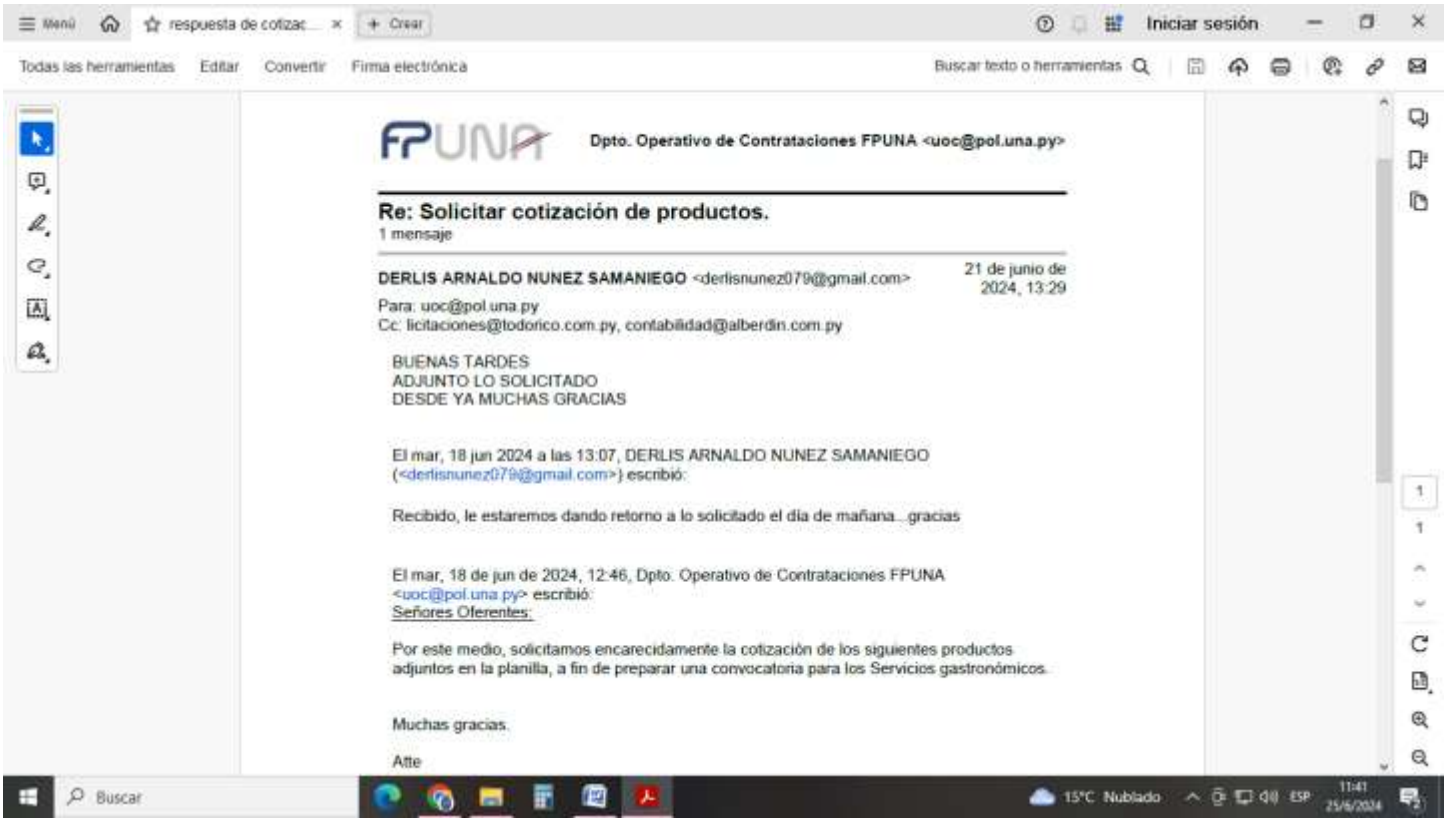 Menú
respuesta de cotizac...
+ Crear
Iniciar sesión
Todas las herramientas Editar Convertir Firma electrónica
Buscar texto o herramientas
FPUNA
Dpto. Operativo de Contrataciones FPUNA <uoc@pol.una.py>
Re: Solicitar cotización de productos.
1 mensaje
DERLIS ARNALDO NUNEZ SAMANIEGO <derlisnunez079@gmail.com>
21 de junio de
2024, 13:29
Para: uoc@pol.una.py
Cc: licitaciones@todorico.com.py, contabilidad@alberdin.com.py
BUENAS TARDES
ADJUNTO LO SOLICITADO
DESDE YA MUCHAS GRACIAS
El mar, 18 jun 2024 a las 13:07, DERLIS ARNALDO NUNEZ SAMANIEGO
(<derlisnunez079@gmail.com>) escribió:
Recibido, le estaremos dando retorno a lo solicitado el día de mañana...gracias
El mar, 18 de jun de 2024, 12:46, Dpto. Operativo de Contrataciones FPUNA
<uoc@pol.una.py> escribió:
Señores Oferentes:
Por este medio, solicitamos encarecidamente la cotización de los siguientes productos
adjuntos en la planilla, a fin de preparar una convocatoria para los Servicios gastronómicos.
Muchas gracias.
Atte
1
1
Buscar
15°C Nublado
ESP
11:41
25/6/2024